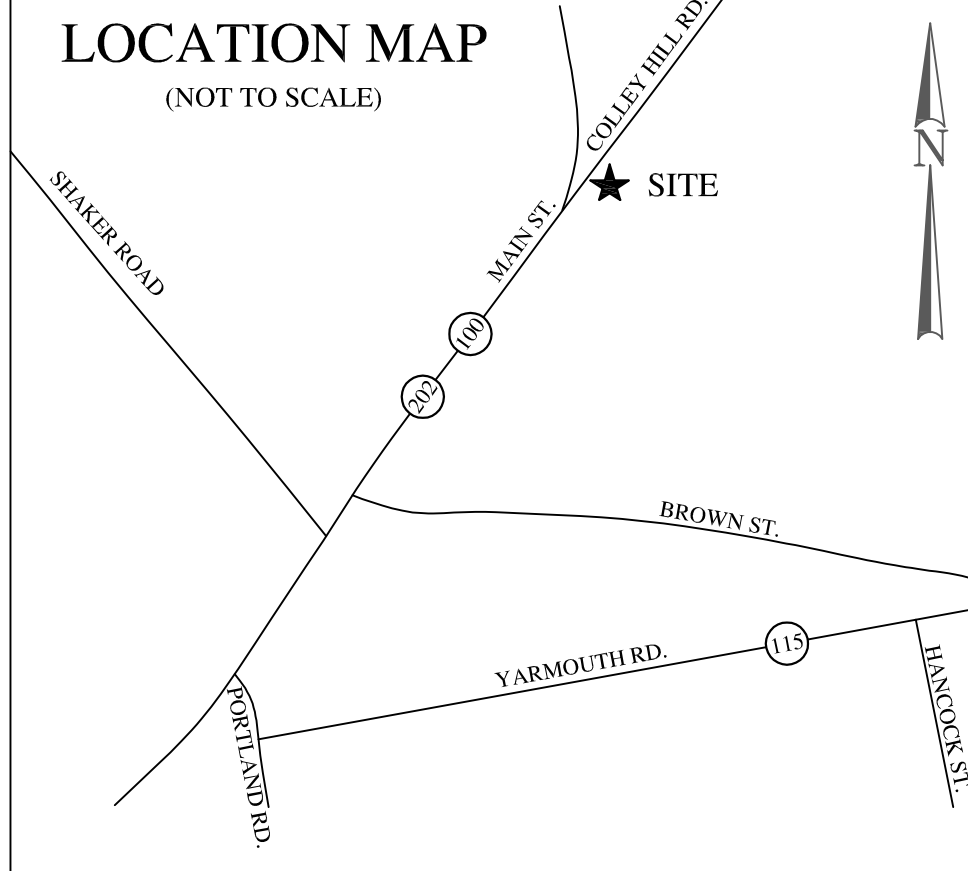 LOCATION MAP
(NOT TO SCALE)
COLLEY HILL RD.
N
SITE
SHAKER ROAD
MAIN ST.
100
202
BROWN ST.
115
YARMOUTH RD.
HANCOCK ST.
PORTLAND RD.